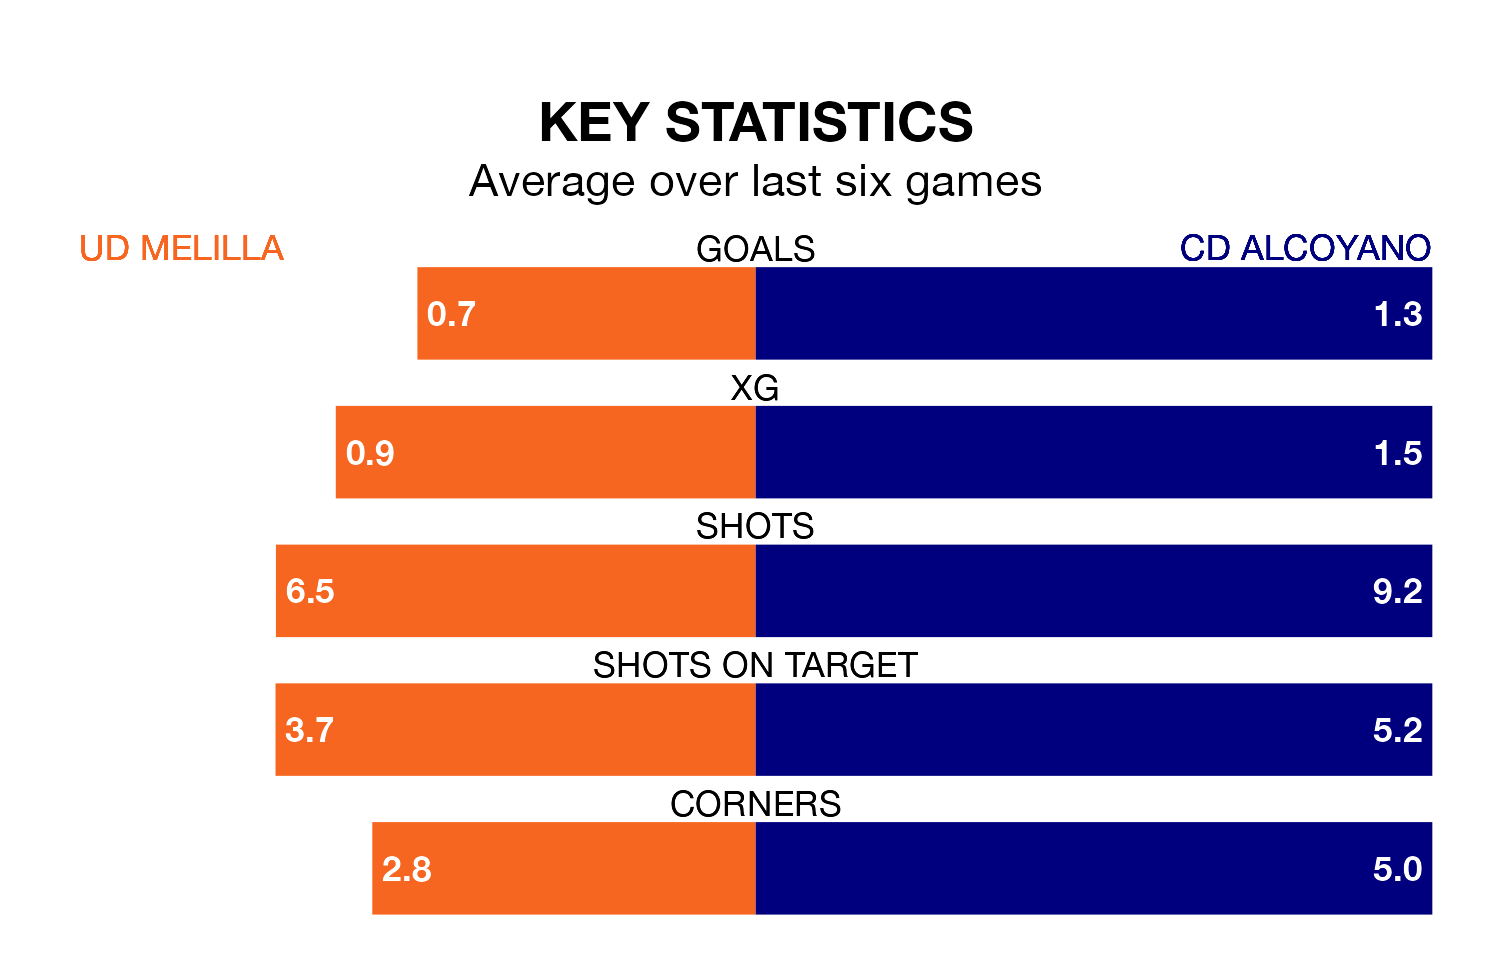 KEY STATISTICS
Average over last six games
UD MELILLA GOALS CD ALCOYANO
0.7 1.3
XG
0.9 1.5
SHOTS
6.5 9.2
SHOTS ON TARGET
3.7 5.2
CORNERS
2.8 5.0